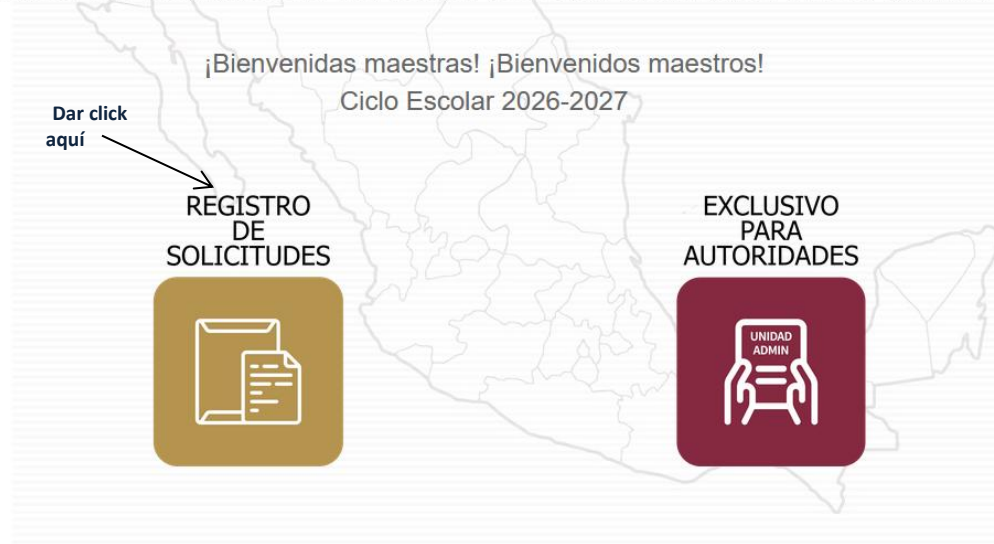 ¡Bienvenidas maestras! ¡Bienvenidos maestros!
Ciclo Escolar 2026-2027
Dar click
aquí
REGISTRO
DE
SOLICITUDES
EXCLUSIVO
PARA
AUTORIDADES
UNIDAD
ADMIN